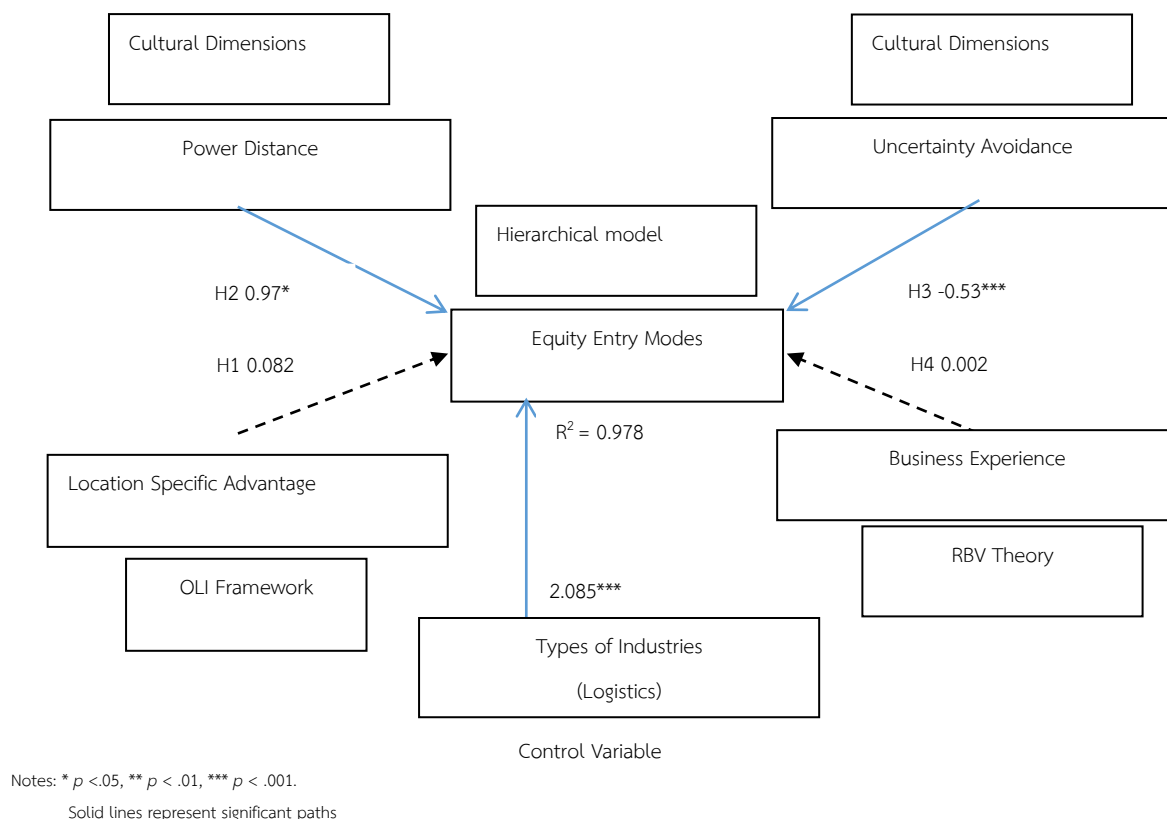 Cultural Dimensions
Cultural Dimensions
Power Distance
Uncertainty Avoidance
Hierarchical model
H2 0.97*
H3 -0.53***
Equity Entry Modes
H1 0.082
H4 0.002
R² = 0.978
Business Experience
Location Specific Advantage
RBV Theory
OLI Framework
2.085***
Types of Industries
(Logistics)
Control Variable
Notes: * p <.05, ** p < .01, *** p < .001.
Solid lines represent significant paths